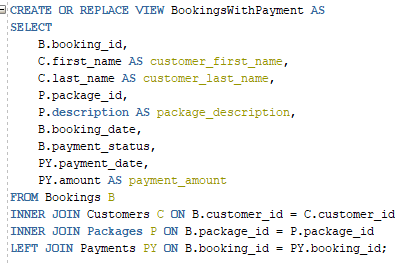 CREATE OR REPLACE VIEW BookingsWithPayment AS
SELECT
    B.booking_id,
    C.first_name AS customer_first_name,
    C.last_name AS customer_last_name,
    P.package_id,
    P.description AS package_description,
    B.booking_date,
    B.payment_status,
    PY.payment_date,
    PY.amount AS payment_amount
FROM Bookings B
INNER JOIN Customers C ON B.customer_id = C.customer_id
INNER JOIN Packages P ON B.package_id = P.package_id
LEFT JOIN Payments PY ON B.booking_id = PY.booking_id;